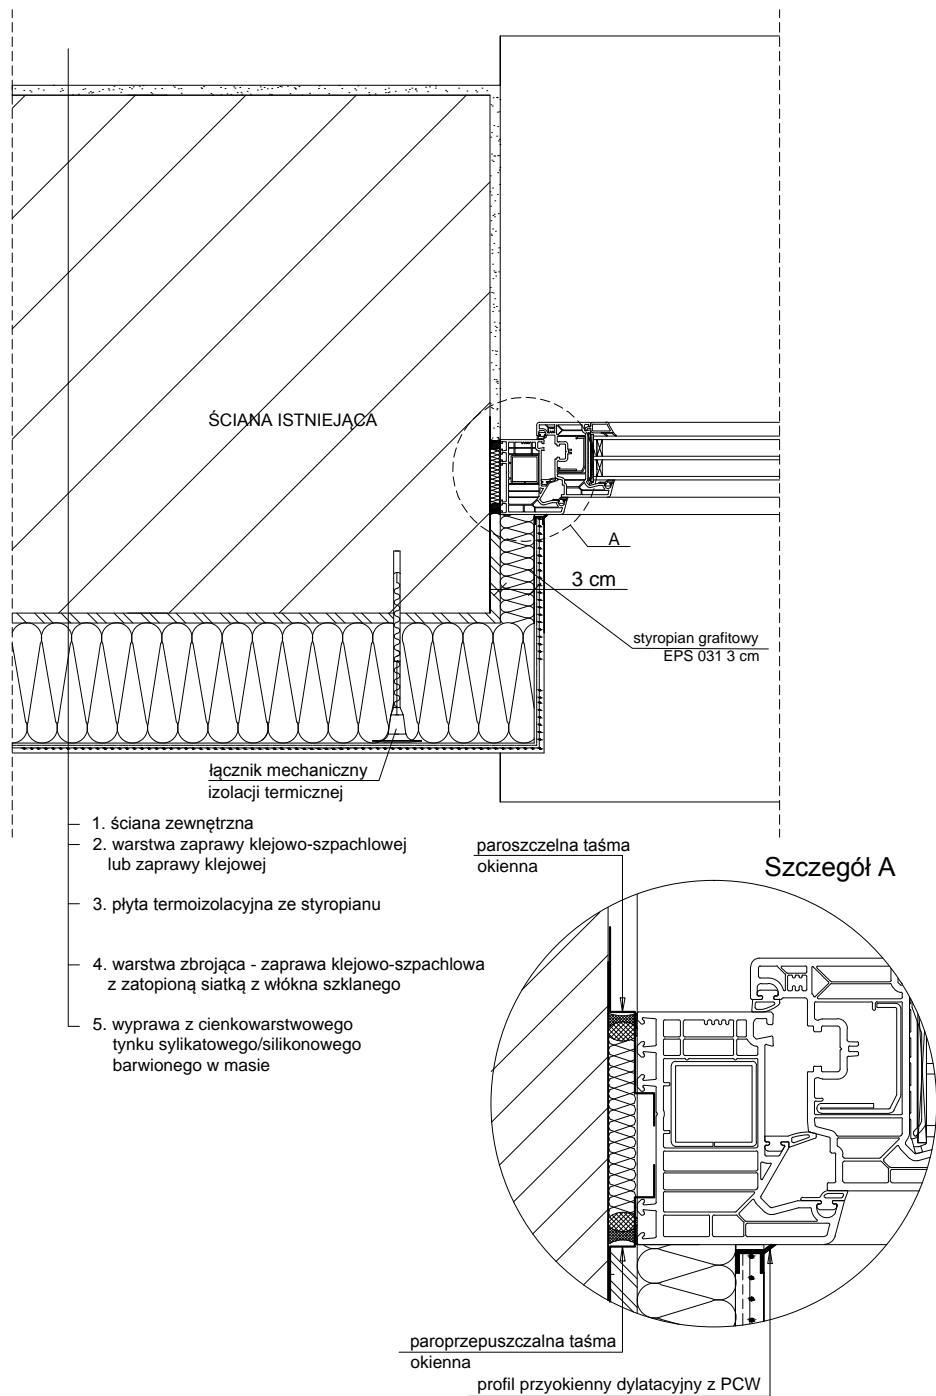 ŚCIANA ISTNIEJĄCA
A
3 cm
styropian grafitowy
EPS 031 3 cm
łącznik mechaniczny
izolacji termicznej
1. ściana zewnętrzna
2. warstwa zaprawy klejowo-szpachlowej
lub zaprawy klejowej
3. płyta termoizolacyjna ze styropianu
4. warstwa zbrojąca - zaprawa klejowo-szpachlowa
z zatopioną siatką z włókna szklanego
5. wyprawa z cienkowarstwowego
tynku sylikatowego/silikonowego
barwionego w masie
paroszczelna taśma
okienna
Szczegół A
paroprzepuszczalna taśma
okienna
profil przyokienny dylatacyjny z PCW